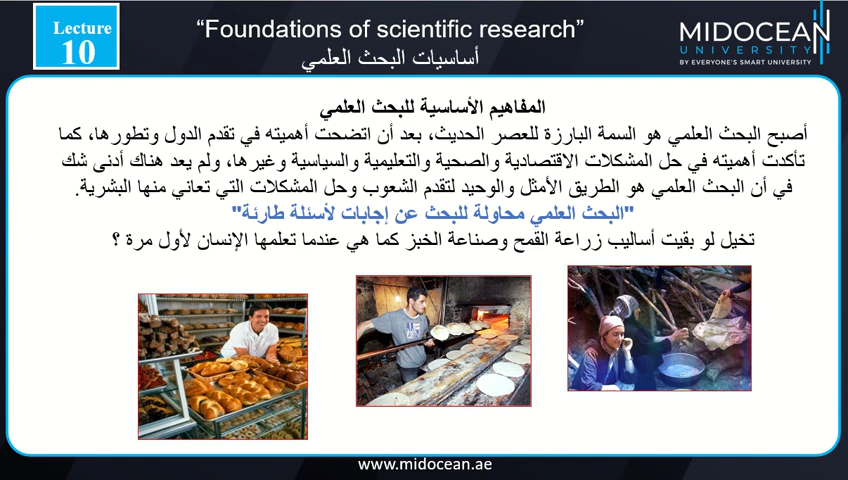 Lecture
10
“Foundations of scientific research”
أساسيات البحث العلمي
MIDOCEAN
UNIVERSITY
BY EVERYONE'S SMART UNIVERSITY
المفاهيم الأساسية للبحث العلمي
أصبح البحث العلمي هو السمة البارزة للعصر الحديث، بعد أن اتضحت أهميته في تقدم الدول وتطورها، كما
تأكدت أهميته في حل المشكلات الاقتصادية والصحية والتعليمية والسياسية وغيرها، ولم يعد هناك أدنى شك
في أن البحث العلمي هو الطريق الأمثل والوحيد لتقدم الشعوب وحل المشكلات التي تعاني منها البشرية.
"البحث العلمي محاولة للبحث عن إجابات لأسئلة طارئة"
تخيل لو بقيت أساليب زراعة القمح وصناعة الخبز كما هي عندما تعلمها الإنسان لأول مرة ؟
www.midocean.ae